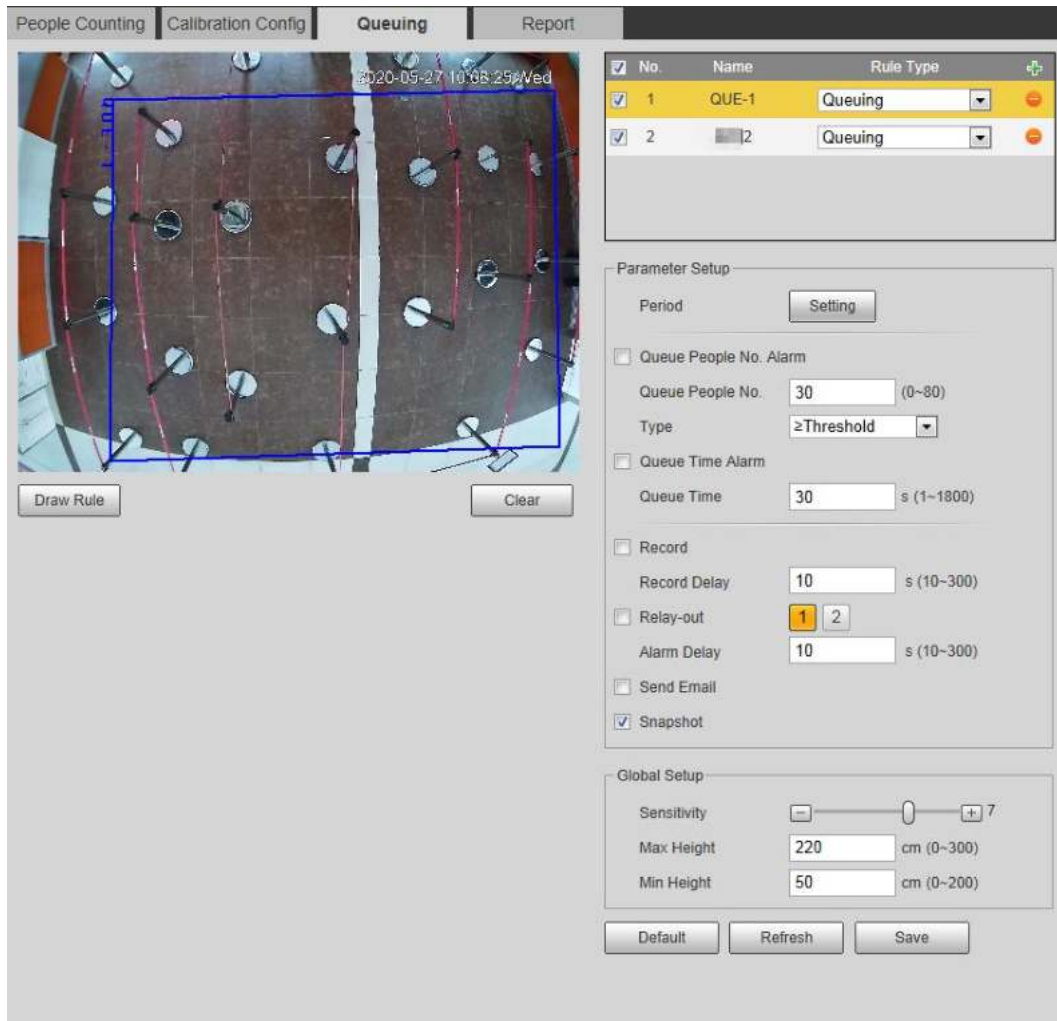 People Counting Calibration Config Queuing Report
2020-05-27 10:08:25 Wed
No. Name Rule Type
1 QUE-1 Queuing
2 2 Queuing
QUE-1
Draw Rule Clear
Parameter Setup
Period Setting
Queue People No. Alarm
Queue People No. 30 (0~80)
Type ≥Threshold
Queue Time Alarm
Queue Time 30 s (1~1800)
Record
Record Delay 10 s (10~300)
Relay-out 1 2
Alarm Delay 10 s (10~300)
Send Email
Snapshot
Global Setup
Sensitivity 7
Max Height 220 cm (0~300)
Min Height 50 cm (0~200)
Default Refresh Save